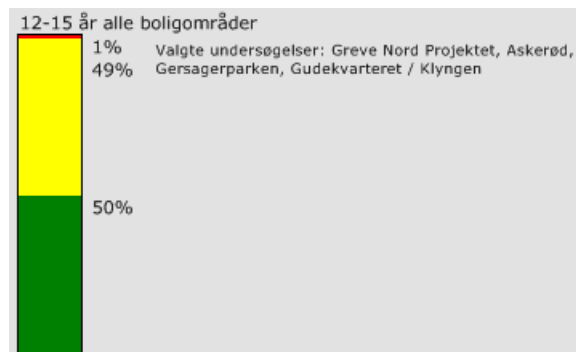 12-15 år alle boligområder
1%
Valgte undersøgelser: Greve Nord Projektet, Askerød,
49%
Gersagerparken, Gudekvarteret / Klyngen
50%